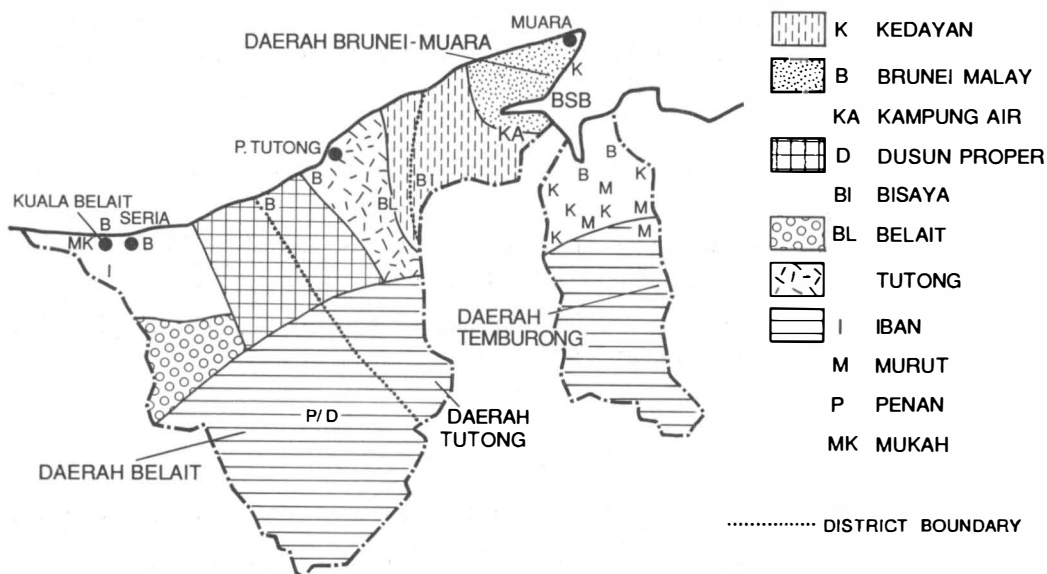 MUARA
DAERAH BRUNEI-MUARA
K
BSB
KA
P. TUTONG
B
B
K
B
BI
B
M
KUALA BELAIT
B
SERIA
B
BL
K
K
K
M
M
MK
B
K
M
I
DAERAH
TEMBURONG
P/D
DAERAH
TUTONG
DAERAH BELAIT
K KEDAYAN
B BRUNEI MALAY
KA KAMPUNG AIR
D DUSUN PROPER
BI BISAYA
BL BELAIT
TUTONG
I IBAN
M MURUT
P PENAN
MK MUKAH
DISTRICT BOUNDARY